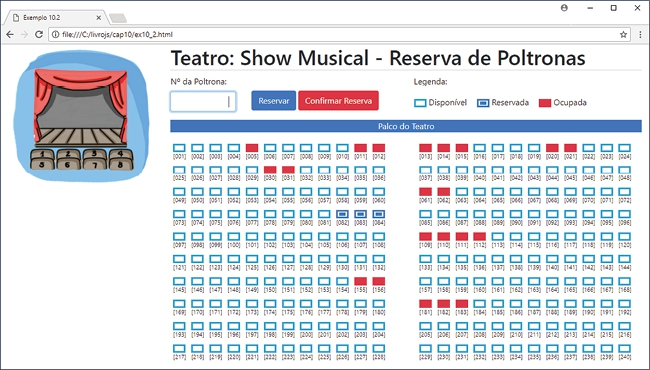 Exemplo 10.2
file:///C:/livrojs/cap10/ex10_2.html
Teatro: Show Musical - Reserva de Poltronas
Nº da Poltrona:
Legenda:
Reservar
Confirmar Reserva
Disponível
Reservada
Ocupada
Palco do Teatro
1 2 3 4
5 6 7 8
[001] [002] [003] [004] [005] [006] [007] [008] [009] [010] [011] [012] [013] [014] [015] [016] [017] [018] [019] [020] [021] [022] [023] [024]
[025] [026] [027] [028] [029] [030] [031] [032] [033] [034] [035] [036] [037] [038] [039] [040] [041] [042] [043] [044] [045] [046] [047] [048]
[049] [050] [051] [052] [053] [054] [055] [056] [057] [058] [059] [060] [061] [062] [063] [064] [065] [066] [067] [068] [069] [070] [071] [072]
[073] [074] [075] [076] [077] [078] [079] [080] [081] [082] [083] [084] [085] [086] [087] [088] [089] [090] [091] [092] [093] [094] [095] [096]
[097] [098] [099] [100] [101] [102] [103] [104] [105] [106] [107] [108] [109] [110] [111] [112] [113] [114] [115] [116] [117] [118] [119] [120]
[121] [122] [123] [124] [125] [126] [127] [128] [129] [130] [131] [132] [133] [134] [135] [136] [137] [138] [139] [140] [141] [142] [143] [144]
[145] [146] [147] [148] [149] [150] [151] [152] [153] [154] [155] [156] [157] [158] [159] [160] [161] [162] [163] [164] [165] [166] [167] [168]
[169] [170] [171] [172] [173] [174] [175] [176] [177] [178] [179] [180] [181] [182] [183] [184] [185] [186] [187] [188] [189] [190] [191] [192]
[193] [194] [195] [196] [197] [198] [199] [200] [201] [202] [203] [204] [205] [206] [207] [208] [209] [210] [211] [212] [213] [214] [215] [216]
[217] [218] [219] [220] [221] [222] [223] [224] [225] [226] [227] [228] [229] [230] [231] [232] [233] [234] [235] [236] [237] [238] [239] [240]